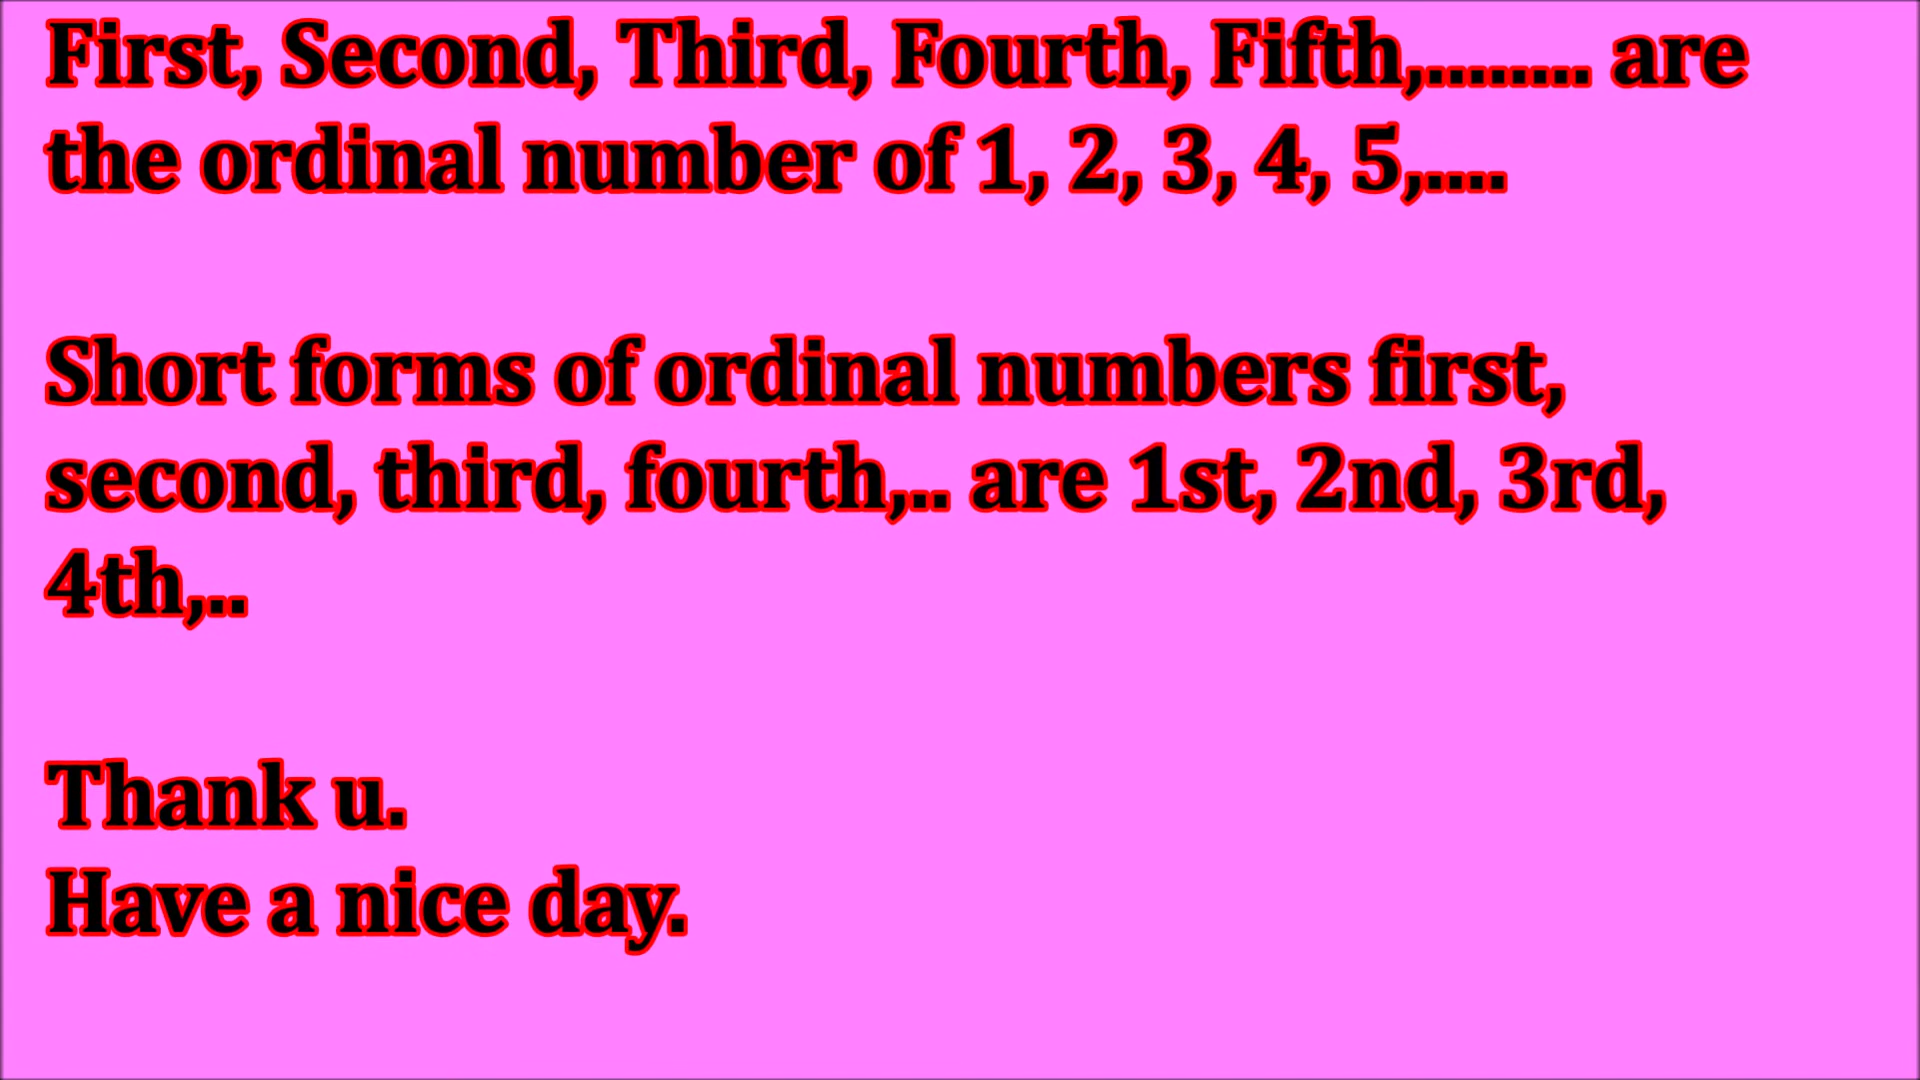 First, Second, Third, Fourth, Fifth,........ are
the ordinal number of 1, 2, 3, 4, 5,....
Short forms of ordinal numbers first,
second, third, fourth,.. are 1st, 2nd, 3rd,
4th,..
Thank u.
Have a nice day.